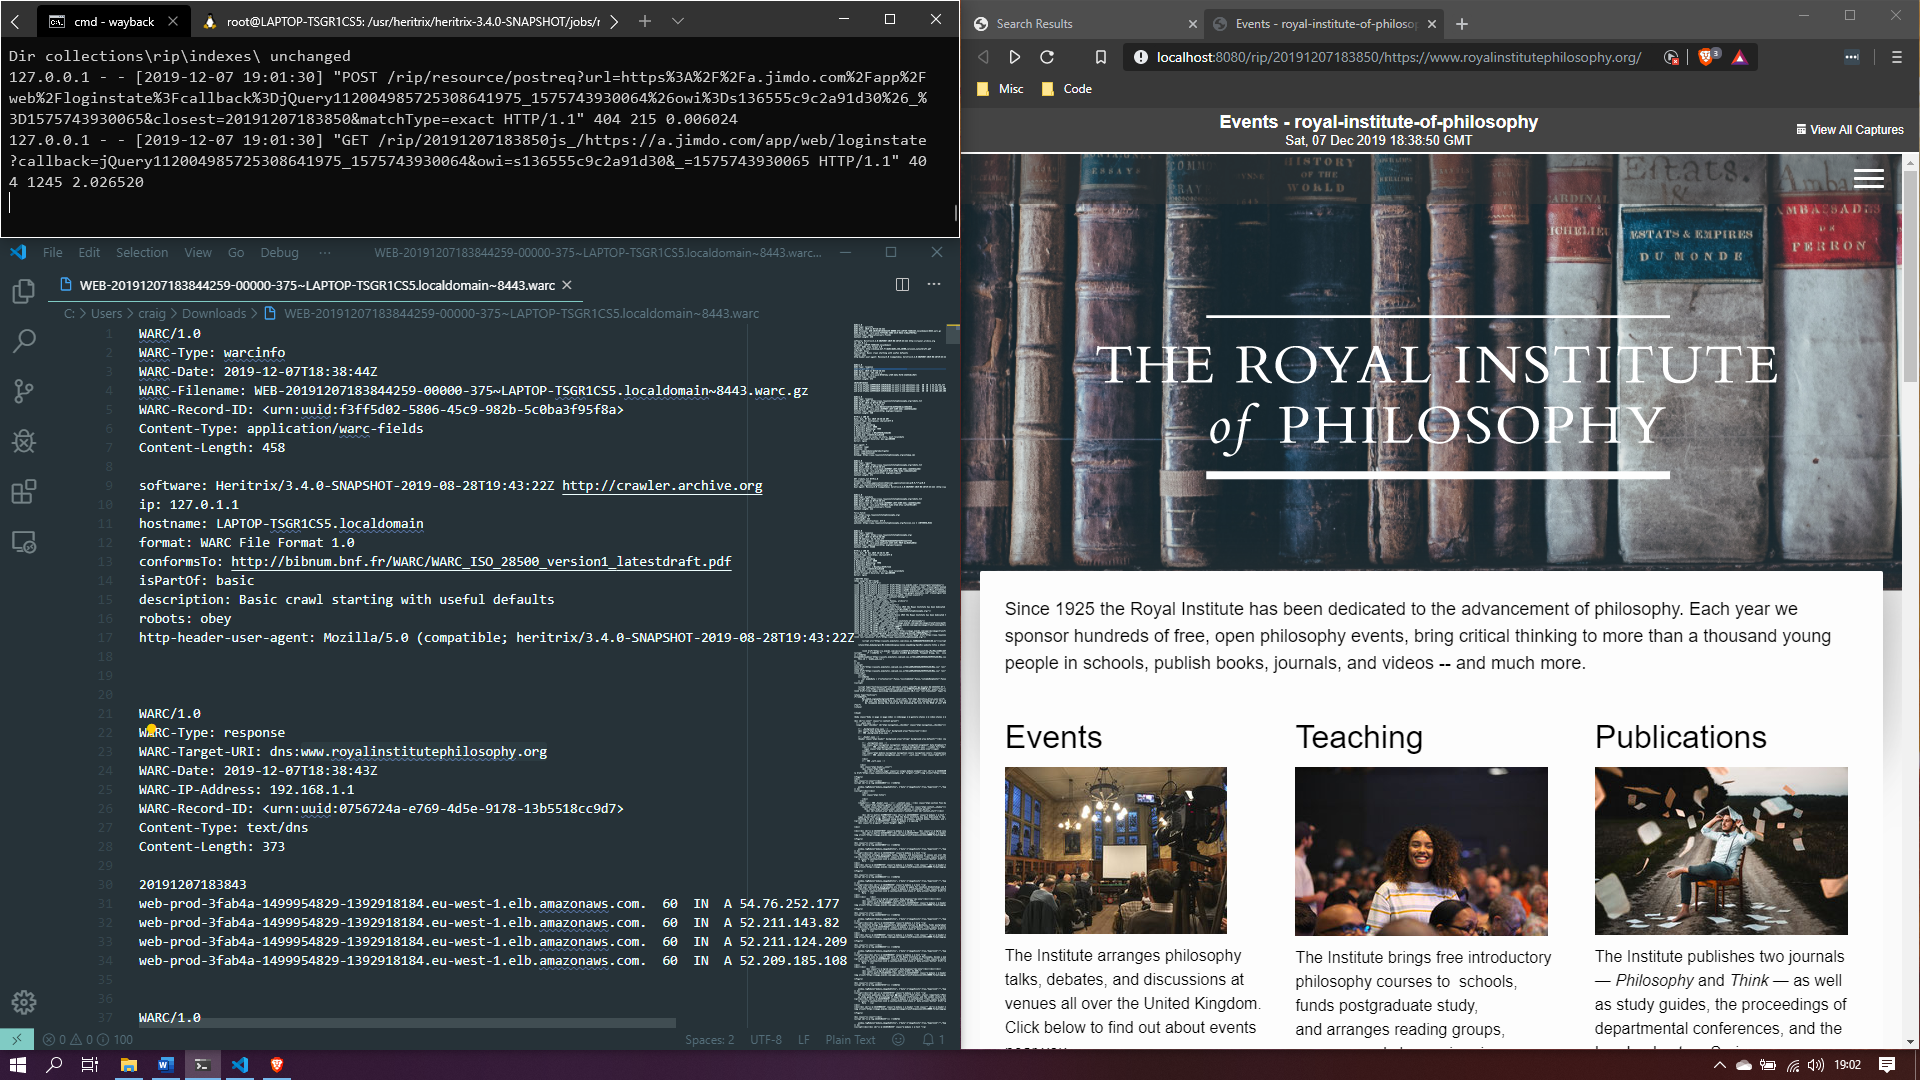 cmd - wayback
root@LAPTOP-TSGR1CS5: /usr/heritrix/heritrix-3.4.0-SNAPSHOT/jobs/r
Dir collections\rip\indexes\ unchanged
127.0.0.1 - - [2019-12-07 19:01:30] "POST /rip/resource/postreq?url=https%3A%2F%2Fa.jimdo.com%2Fapp%2F
web%2Floginstate%3Fcallback%3DjQuery112004985725308641975_1575743930064%26owi%3Ds136555c9c2a91d30%26_%
3D1575743930065&closest=20191207183850&matchType=exact HTTP/1.1" 404 215 0.006024
127.0.0.1 - - [2019-12-07 19:01:30] "GET /rip/20191207183850js_/https://a.jimdo.com/app/web/loginstate
?callback=jQuery112004985725308641975_1575743930064&owi=s136555c9c2a91d30&_=1575743930065 HTTP/1.1" 40
4 1245 2.026520
File Edit Selection View Go Debug ··· WEB-20191207183844259-00000-375~LAPTOP-TSGR1CS5.localdomain~8443.warc...
WEB-20191207183844259-00000-375~LAPTOP-TSGR1CS5.localdomain~8443.warc
C: > Users > craig > Downloads > WEB-20191207183844259-00000-375~LAPTOP-TSGR1CS5.localdomain~8443.warc
1 WARC/1.0
2 WARC-Type: warcinfo
3 WARC-Date: 2019-12-07T18:38:44Z
4 WARC-Filename: WEB-20191207183844259-00000-375~LAPTOP-TSGR1CS5.localdomain~8443.warc.gz
5 WARC-Record-ID: <urn:uuid:f3ff5d02-5806-45c9-982b-5c0ba3f95f8a>
6 Content-Type: application/warc-fields
7 Content-Length: 458
8
9 software: Heritrix/3.4.0-SNAPSHOT-2019-08-28T19:43:22Z http://crawler.archive.org
10 ip: 127.0.1.1
11 hostname: LAPTOP-TSGR1CS5.localdomain
12 format: WARC File Format 1.0
13 conformsTo: http://bibnum.bnf.fr/WARC/WARC_ISO_28500_version1_latestdraft.pdf
14 isPartOf: basic
15 description: Basic crawl starting with useful defaults
16 robots: obey
17 http-header-user-agent: Mozilla/5.0 (compatible; heritrix/3.4.0-SNAPSHOT-2019-08-28T19:43:22Z
18
19
20
21 WARC/1.0
22 WARC-Type: response
23 WARC-Target-URI: dns:www.royalinstitutephilosophy.org
24 WARC-Date: 2019-12-07T18:38:43Z
25 WARC-IP-Address: 192.168.1.1
26 WARC-Record-ID: <urn:uuid:0756724a-e769-4d5e-9178-13b5518cc9d7>
27 Content-Type: text/dns
28 Content-Length: 373
29
30 20191207183843
31 web-prod-3fab4a-1499954829-1392918184.eu-west-1.elb.amazonaws.com. 60 IN A 54.76.252.177
32 web-prod-3fab4a-1499954829-1392918184.eu-west-1.elb.amazonaws.com. 60 IN A 52.211.143.82
33 web-prod-3fab4a-1499954829-1392918184.eu-west-1.elb.amazonaws.com. 60 IN A 52.211.124.209
34 web-prod-3fab4a-1499954829-1392918184.eu-west-1.elb.amazonaws.com. 60 IN A 52.209.185.108
35
36
37 WARC/1.0
0 0 100 Spaces: 2 UTF-8 LF Plain Text 1
Search Results
Events - royal-institute-of-philoso
localhost:8080/rip/20191207183850/https://www.royalinstitutephilosophy.org/
3
Misc Code
Events - royal-institute-of-philosophy
Sat, 07 Dec 2019 18:38:50 GMT
View All Captures
ESSAYS
HISTORY
OF THE
WORLD
CARDINAL
RICHELIEU
Estats.
&
ESTATS & EMPIRES
DU MONDE
AMBASSADES
DE
PERRON
THE ROYAL INSTITUTE
of PHILOSOPHY
Since 1925 the Royal Institute has been dedicated to the advancement of philosophy. Each year we
sponsor hundreds of free, open philosophy events, bring critical thinking to more than a thousand young
people in schools, publish books, journals, and videos -- and much more.
Events
The Institute arranges philosophy
talks, debates, and discussions at
venues all over the United Kingdom.
Click below to find out about events
Teaching
The Institute brings free introductory
philosophy courses to schools,
funds postgraduate study,
and arranges reading groups,
Publications
The Institute publishes two journals
— Philosophy and Think — as well
as study guides, the proceedings of
departmental conferences, and the
19:02